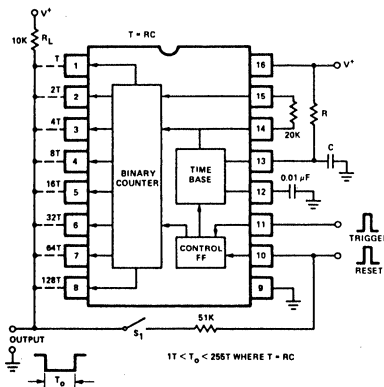 V+
T = RC
10K
RL
T
1
16
V+
2T
2
15
R
20K
4T
3
14
8T
4
BINARY
COUNTER
TIME
BASE
13
C
16T
5
12
0.01 µF
32T
6
CONTROL
FF
11
TRIGGER
64T
7
10
RESET
128T
8
9
51K
S1
OUTPUT
1T < To < 255T WHERE T = RC
To